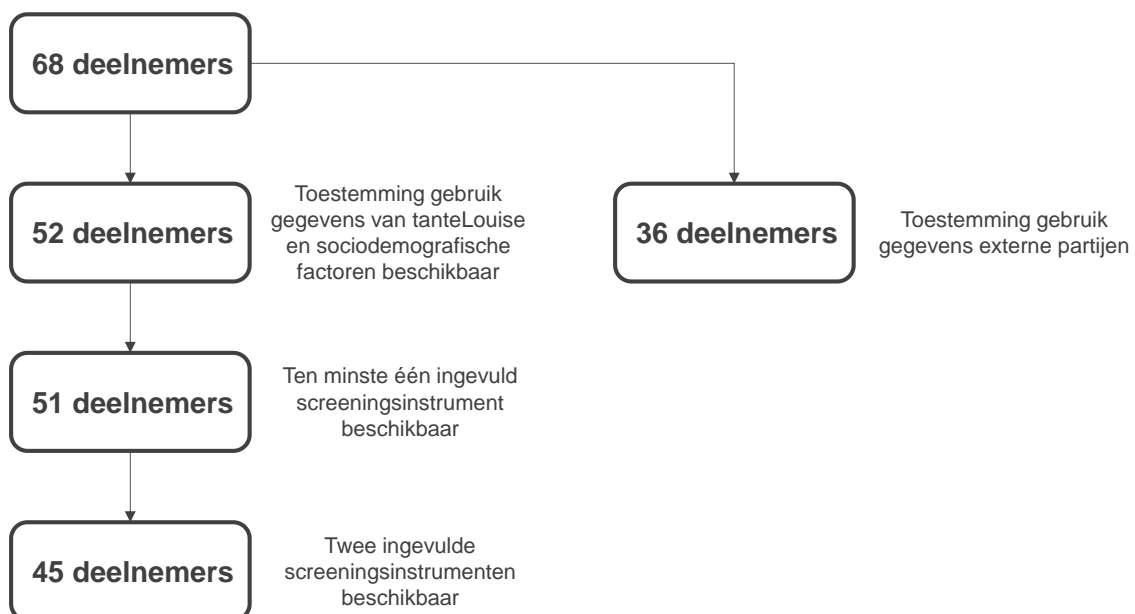 68 deelnemers
52 deelnemers
Toestemming gebruik
gegevens van tanteLouise
en sociodemografische
factoren beschikbaar
36 deelnemers
Toestemming gebruik
gegevens externe partijen
51 deelnemers
Ten minste één ingevuld
screeningsinstrument
beschikbaar
45 deelnemers
Twee ingevulde
screeningsinstrumenten
beschikbaar